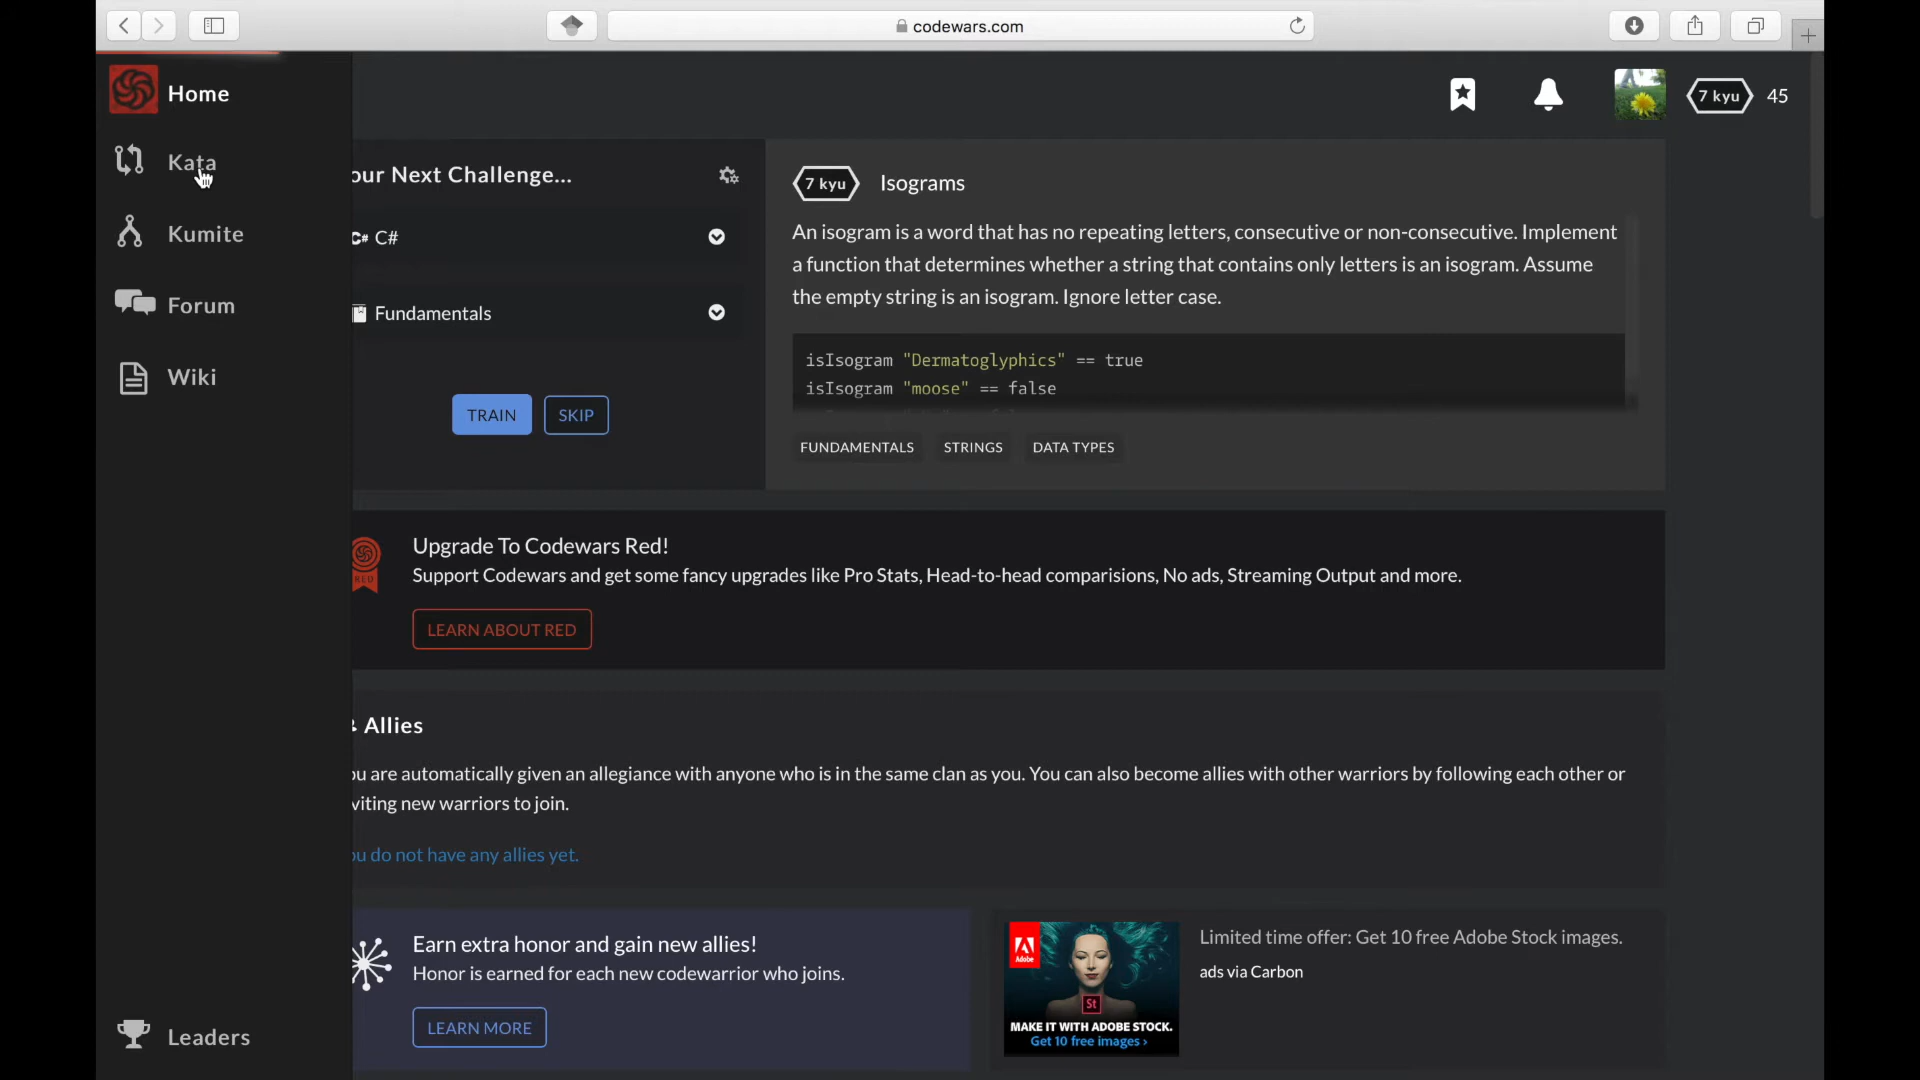 codewars.com
Home
Kata
Kumite
Forum
Wiki
Leaders
7 kyu 45
our Next Challenge...
C# C#
Fundamentals
TRAIN
SKIP
7 kyu Isograms
An isogram is a word that has no repeating letters, consecutive or non-consecutive. Implement
a function that determines whether a string that contains only letters is an isogram. Assume
the empty string is an isogram. Ignore letter case.
isIsogram "Dermatoglyphics" == true
isIsogram "moose" == false
FUNDAMENTALS
STRINGS
DATA TYPES
RED
Upgrade To Codewars Red!
Support Codewars and get some fancy upgrades like Pro Stats, Head-to-head comparisions, No ads, Streaming Output and more.
LEARN ABOUT RED
Allies
ou are automatically given an allegiance with anyone who is in the same clan as you. You can also become allies with other warriors by following each other or
viting new warriors to join.
ou do not have any allies yet.
Earn extra honor and gain new allies!
Honor is earned for each new codewarrior who joins.
LEARN MORE
Adobe
St
MAKE IT WITH ADOBE STOCK.
Get 10 free images ›
Limited time offer: Get 10 free Adobe Stock images.
ads via Carbon